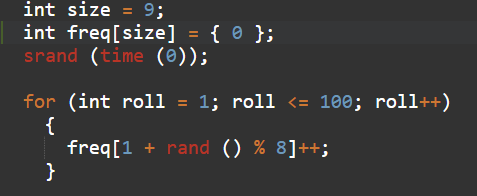 int size = 9;
int freq[size] = { 0 };
srand (time (0));
for (int roll = 1; roll <= 100; roll++)
{
freq[1 + rand () % 8]++;
}